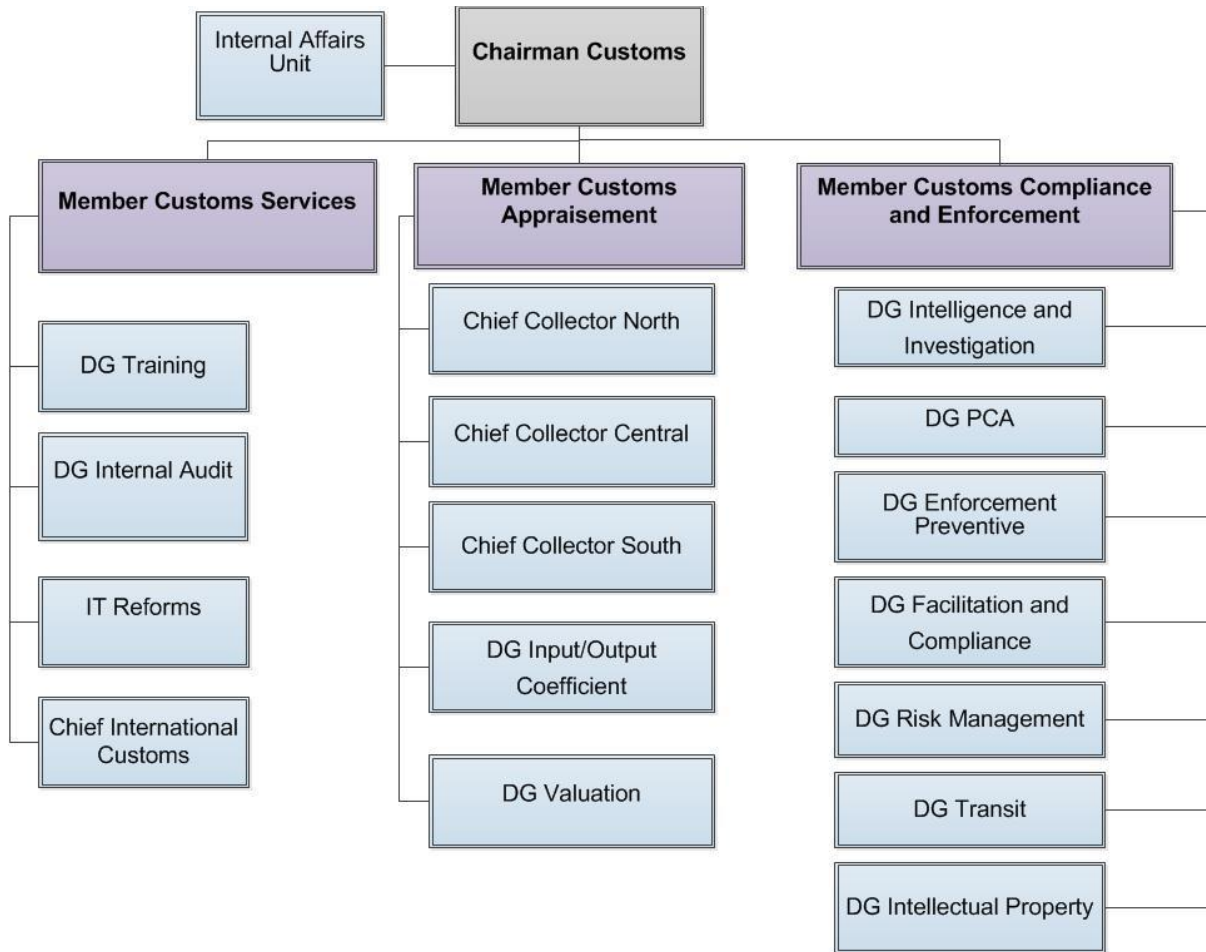 Internal Affairs
Unit
Chairman Customs
Member Customs Services
Member Customs
Appraisement
Member Customs Compliance
and Enforcement
DG Training
DG Internal Audit
IT Reforms
Chief International
Customs
Chief Collector North
Chief Collector Central
Chief Collector South
DG Input/Output
Coefficient
DG Valuation
DG Intelligence and
Investigation
DG PCA
DG Enforcement
Preventive
DG Facilitation and
Compliance
DG Risk Management
DG Transit
DG Intellectual Property